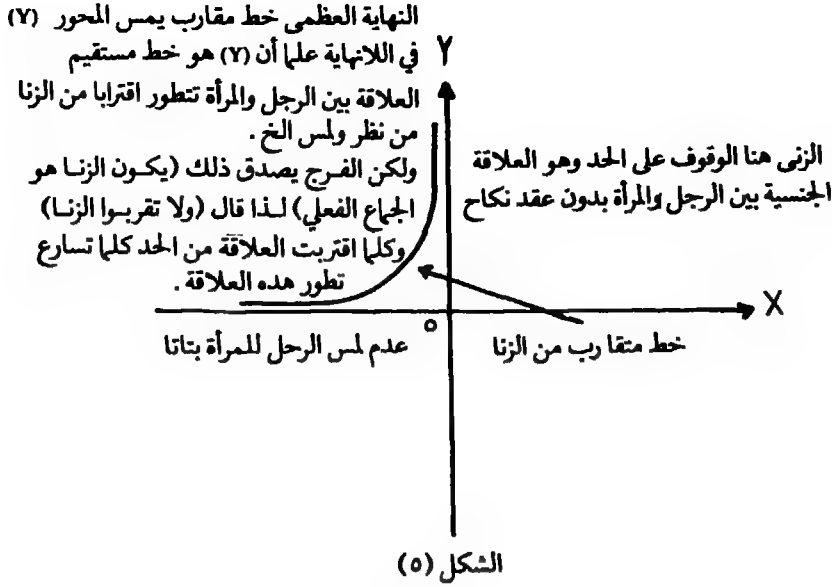 النهاية العظمى خط مقارب يمس المحور (Y)
في اللانهاية علما أن (Y) هو خط مستقيم
العلاقة بين الرجل والمرأة تتطور اقترابا من الزنا
من نظر ولمس الخ .
ولكن الفرج يصدق ذلك (يكون الزنا هو
الجماع الفعلي) لذا قال (ولا تقربوا الزنا)
وكلما اقتربت العلاقة من الحد كلما تسارع
تطور هذه العلاقة .
Y
الزنى هنا الوقوف على الحد وهو العلاقة
الجنسية بين الرجل والمرأة بدون عقد نكاح
X
o
خط متقا رب من الزنا
عدم لمس الرحل للمرأة بتاتا
الشكل (٥)